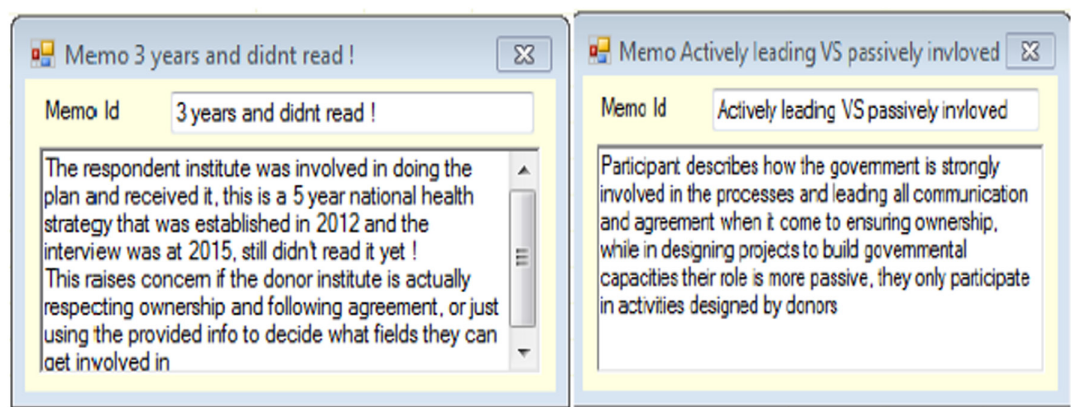 Memo 3 years and didnt read !
Memo Id
3 years and didnt read !
The respondent institute was involved in doing the
plan and received it, this is a 5 year national health
strategy that was established in 2012 and the
interview was at 2015, still didn't read it yet !
This raises concern if the donor institute is actually
respecting ownership and following agreement, or just
using the provided info to decide what fields they can
get involved in
Memo Actively leading VS passively invloved
Memo Id
Actively leading VS passively invloved
Participant describes how the government is strongly
involved in the processes and leading all communication
and agreement when it come to ensuring ownership,
while in designing projects to build governmental
capacities their role is more passive, they only participate
in activities designed by donors